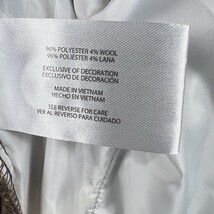 96% POLYESTER 4% WOOL
96% POLIÉSTER 4% LANA
EXCLUSIVE OF DECORATION
EXCLUSIVO DE DECORACIÓN
MADE IN VIETNAM
HECHO EN VIETNAM
SEE REVERSE FOR CARE
VER AL REVERSO PARA CUIDADO